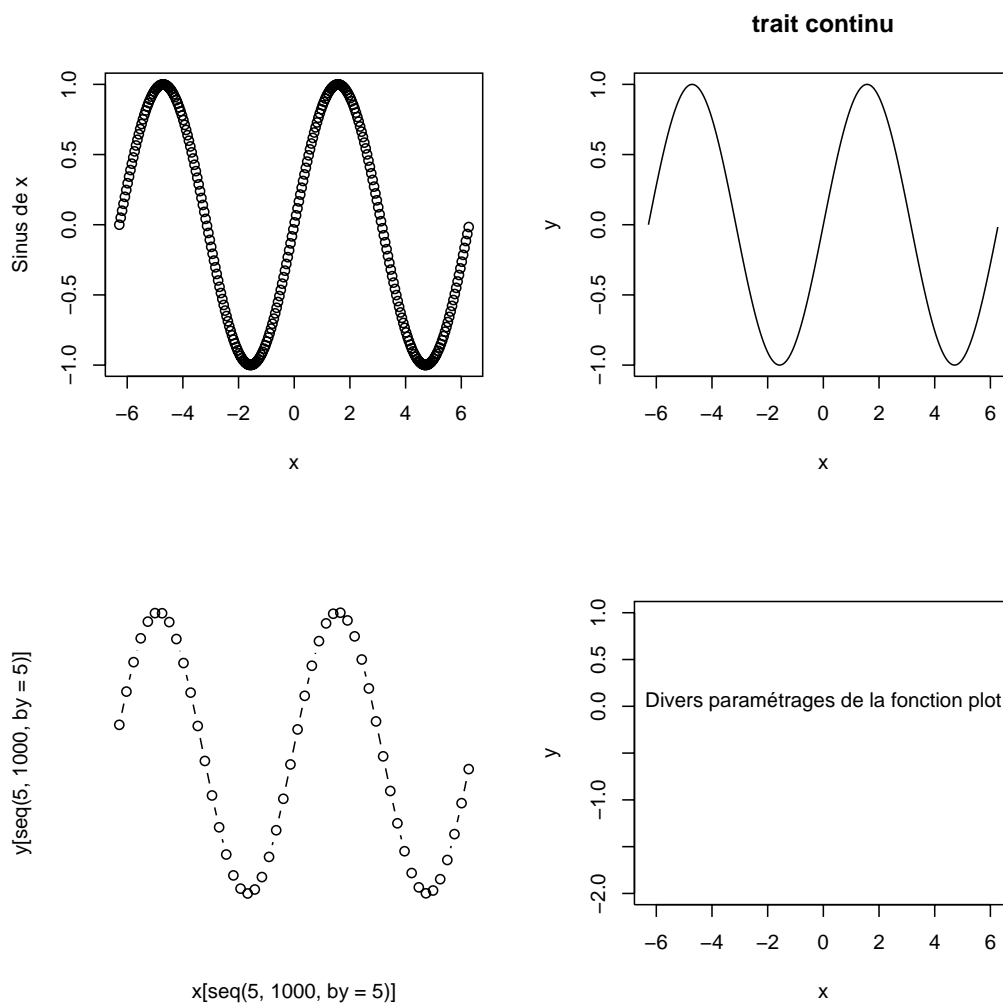 Sinus de x
1.0
0.5
0.0
−0.5
−1.0
−6 −4 −2 0 2 4 6
x
trait continu
y
1.0
0.5
0.0
−0.5
−1.0
−6 −4 −2 0 2 4 6
x
y[seq(5, 1000, by = 5)]
x[seq(5, 1000, by = 5)]
y
1.0
0.5
0.0
−1.0
−2.0
Divers paramétrages de la fonction plot
−6 −4 −2 0 2 4 6
x